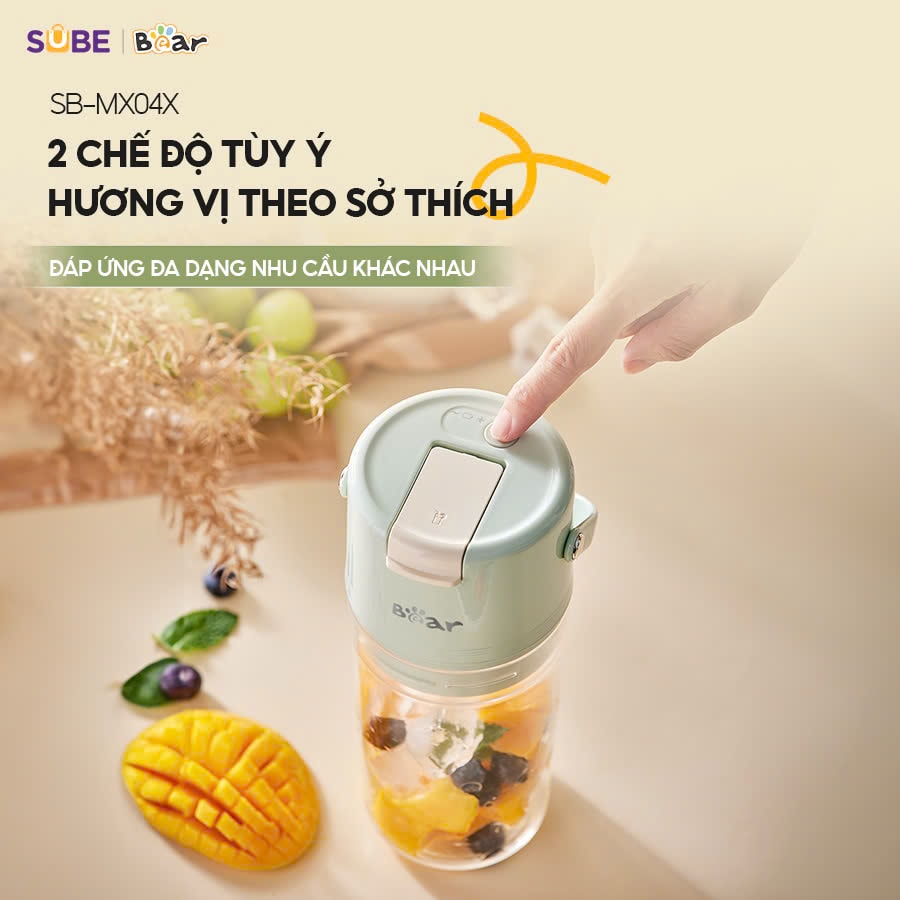 SUBE | Bear
SB-MX04X
2 CHẾ ĐỘ TÙY Ý
HƯƠNG VỊ THEO SỞ THÍCH
ĐÁP ỨNG ĐA DẠNG NHU CẦU KHÁC NHAU
Bear